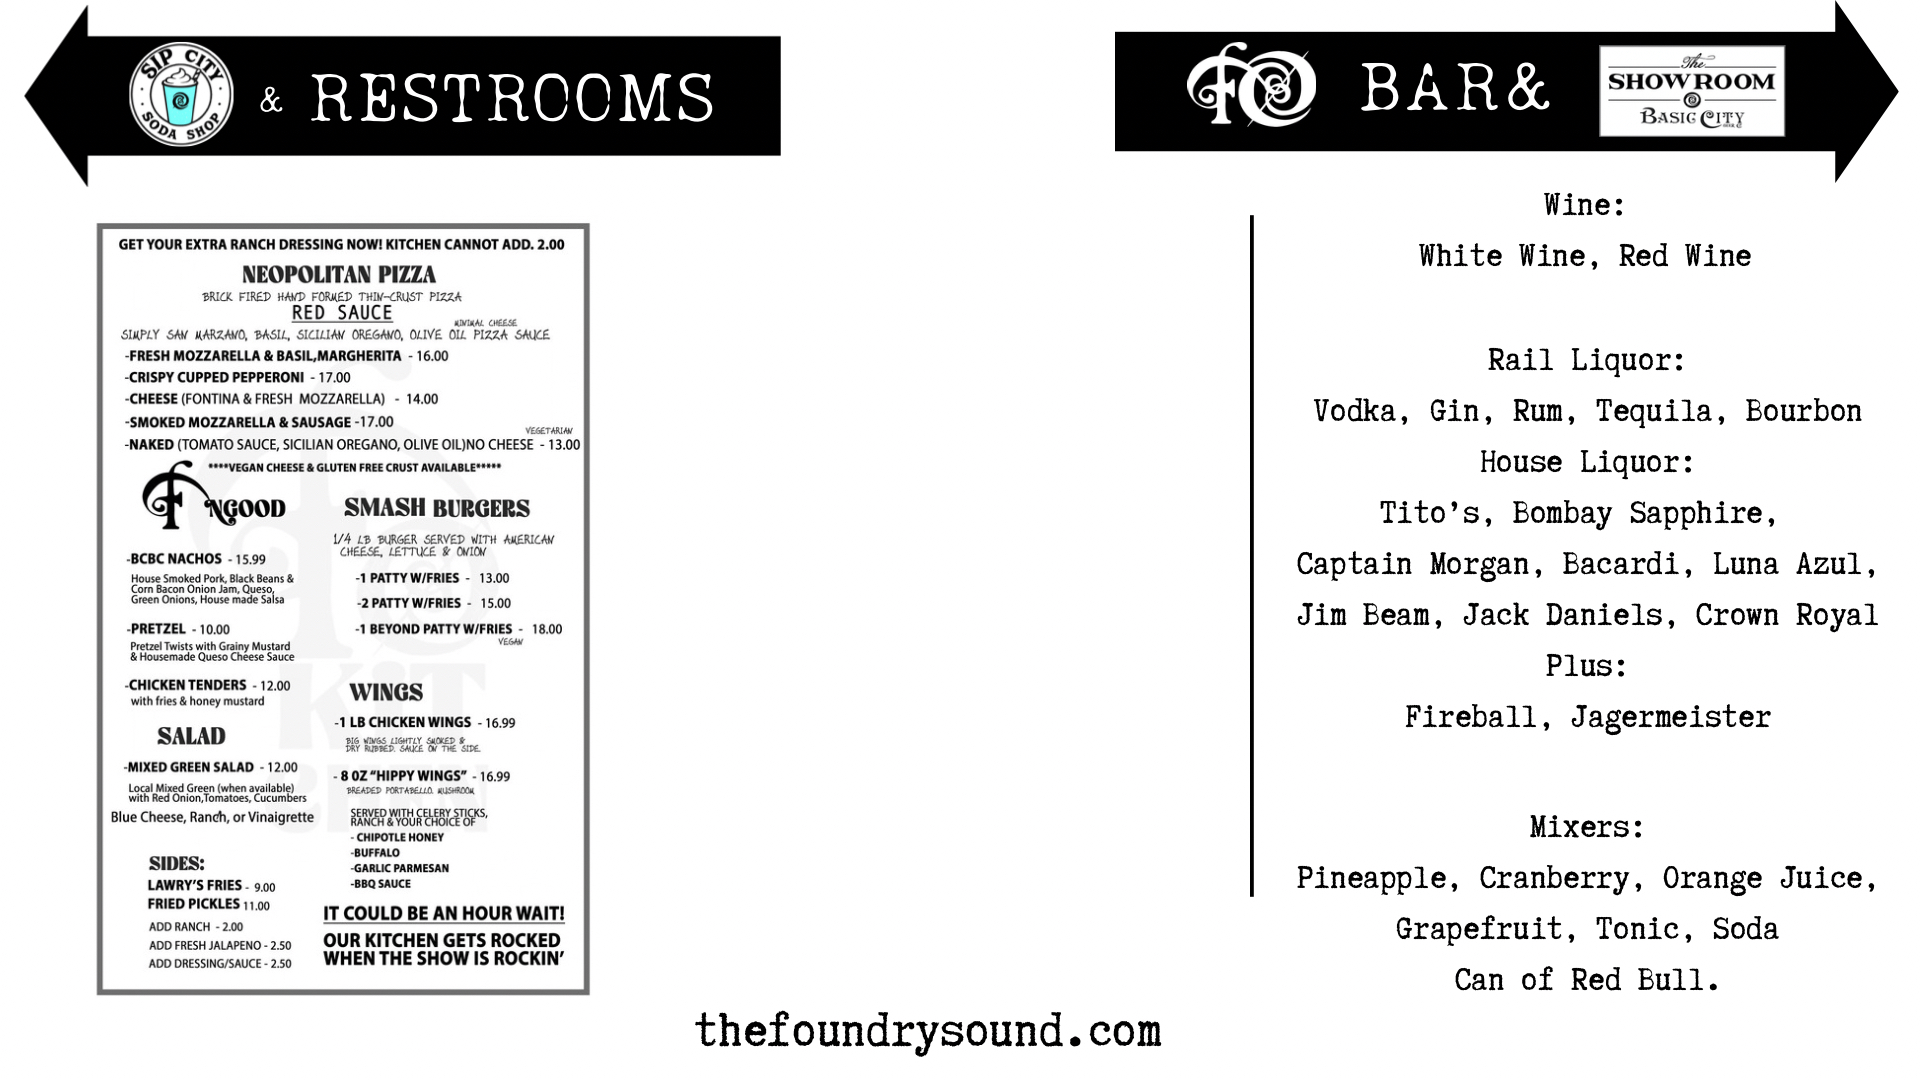 SIP CITY
SODA SHOP
& RESTROOMS
BAR&
The
SHOWROOM
BASIC CITY
GET YOUR EXTRA RANCH DRESSING NOW! KITCHEN CANNOT ADD. 2.00
NEOPOLITAN PIZZA
BRICK FIRED HAND FORMED THIN-CRUST PIZZA
RED SAUCE
MINIMAL CHEESE
SIMPLY SAN MARZANO, BASIL, SICILIAN OREGANO, OLIVE OIL PIZZA SAUCE
-FRESH MOZZARELLA & BASIL,MARGHERITA - 16.00
-CRISPY CUPPED PEPPERONI - 17.00
-CHEESE (FONTINA & FRESH MOZZARELLA) - 14.00
-SMOKED MOZZARELLA & SAUSAGE -17.00
VEGETARIAN
-NAKED (TOMATO SAUCE, SICILIAN OREGANO, OLIVE OIL)NO CHEESE - 13.00
****VEGAN CHEESE & GLUTEN FREE CRUST AVAILABLE*****
F'NGOOD
-BCBC NACHOS - 15.99
House Smoked Pork, Black Beans &
Corn Bacon Onion Jam, Queso,
Green Onions, House made Salsa
-PRETZEL - 10.00
Pretzel Twists with Grainy Mustard
& Housemade Queso Cheese Sauce
-CHICKEN TENDERS - 12.00
with fries & honey mustard
SALAD
-MIXED GREEN SALAD - 12.00
Local Mixed Green (when available)
with Red Onion,Tomatoes, Cucumbers
Blue Cheese, Ranch, or Vinaigrette
SIDES:
LAWRY'S FRIES - 9.00
FRIED PICKLES 11.00
ADD RANCH - 2.00
ADD FRESH JALAPENO - 2.50
ADD DRESSING/SAUCE - 2.50
SMASH BURGERS
1/4 LB BURGER SERVED WITH AMERICAN
CHEESE, LETTUCE & ONION
-1 PATTY W/FRIES - 13.00
-2 PATTY W/FRIES - 15.00
-1 BEYOND PATTY W/FRIES - 18.00
VEGAN
WINGS
-1 LB CHICKEN WINGS - 16.99
BIG WINGS LIGHTLY SMOKED &
DRY RUBBED. SAUCE ON THE SIDE.
- 8 OZ "HIPPY WINGS" - 16.99
BREADED PORTABELLO. MUSHROOM
SERVED WITH CELERY STICKS,
RANCH & YOUR CHOICE OF
- CHIPOTLE HONEY
-BUFFALO
-GARLIC PARMESAN
-BBQ SAUCE
IT COULD BE AN HOUR WAIT!
OUR KITCHEN GETS ROCKED
WHEN THE SHOW IS ROCKIN'
KITCHEN
Wine:
White Wine, Red Wine
Rail Liquor:
Vodka, Gin, Rum, Tequila, Bourbon
House Liquor:
Tito's, Bombay Sapphire,
Captain Morgan, Bacardi, Luna Azul,
Jim Beam, Jack Daniels, Crown Royal
Plus:
Fireball, Jagermeister
Mixers:
Pineapple, Cranberry, Orange Juice,
Grapefruit, Tonic, Soda
Can of Red Bull.
thefoundrysound.com